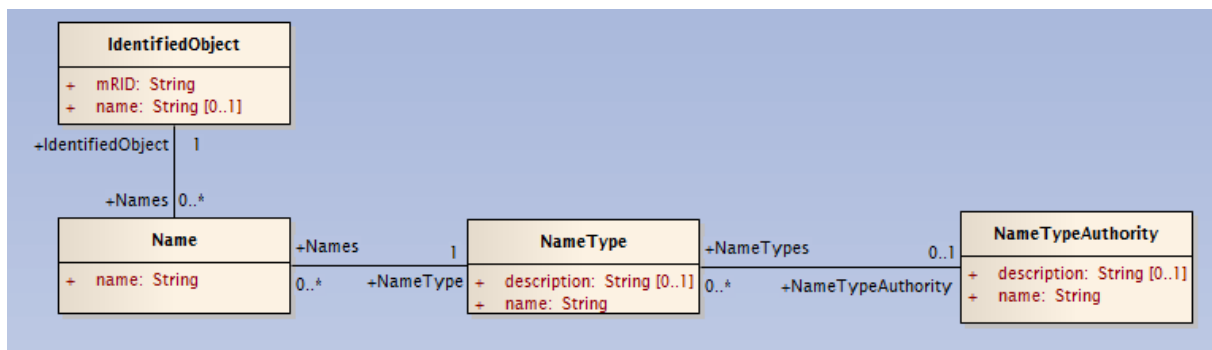 IdentifiedObject
+ mRID: String
+ name: String [0..1]
+IdentifiedObject 1
+Names 0..*
Name
+ name: String
+Names 1
0..* +NameType
NameType
+ description: String [0..1]
+ name: String
+NameTypes 0..1
0..* +NameTypeAuthority
NameTypeAuthority
+ description: String [0..1]
+ name: String